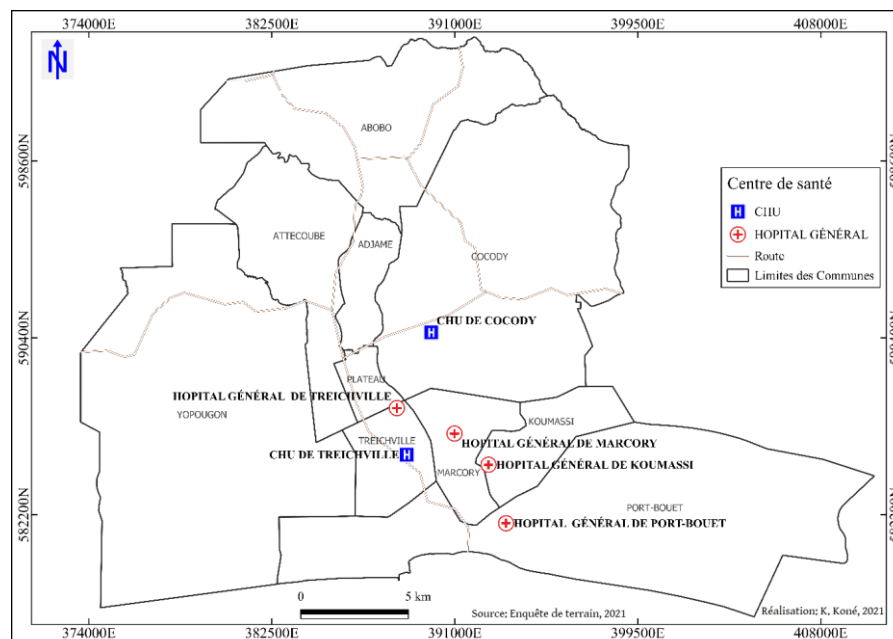 374000E 382500E 391000E 399500E 408000E
N
ABOBO
598600N
598600N
Centre de santé
H CHU
HOPITAL GÉNÉRAL
Route
Limites des Communes
ATTECOUBE
ADJAME
COCODY
CHU DE COCODY
H
590400N
590400N
PLATEAU
HOPITAL GÉNÉRAL DE TREICHVILLE
YOPOUGON
KOUMASSI
TREICHVILLE
HOPITAL GÉNÉRAL DE MARCORY
CHU DE TREICHVILLE H
HOPITAL GÉNÉRAL DE KOUMASSI
MARCORY
PORT-BOUET
582200N
582200N
HOPITAL GÉNÉRAL DE PORT-BOUET
0 5 km
Source; Enquête de terrain, 2021
Réalisation; K. Koné, 2021
374000E 382500E 391000E 399500E 408000E